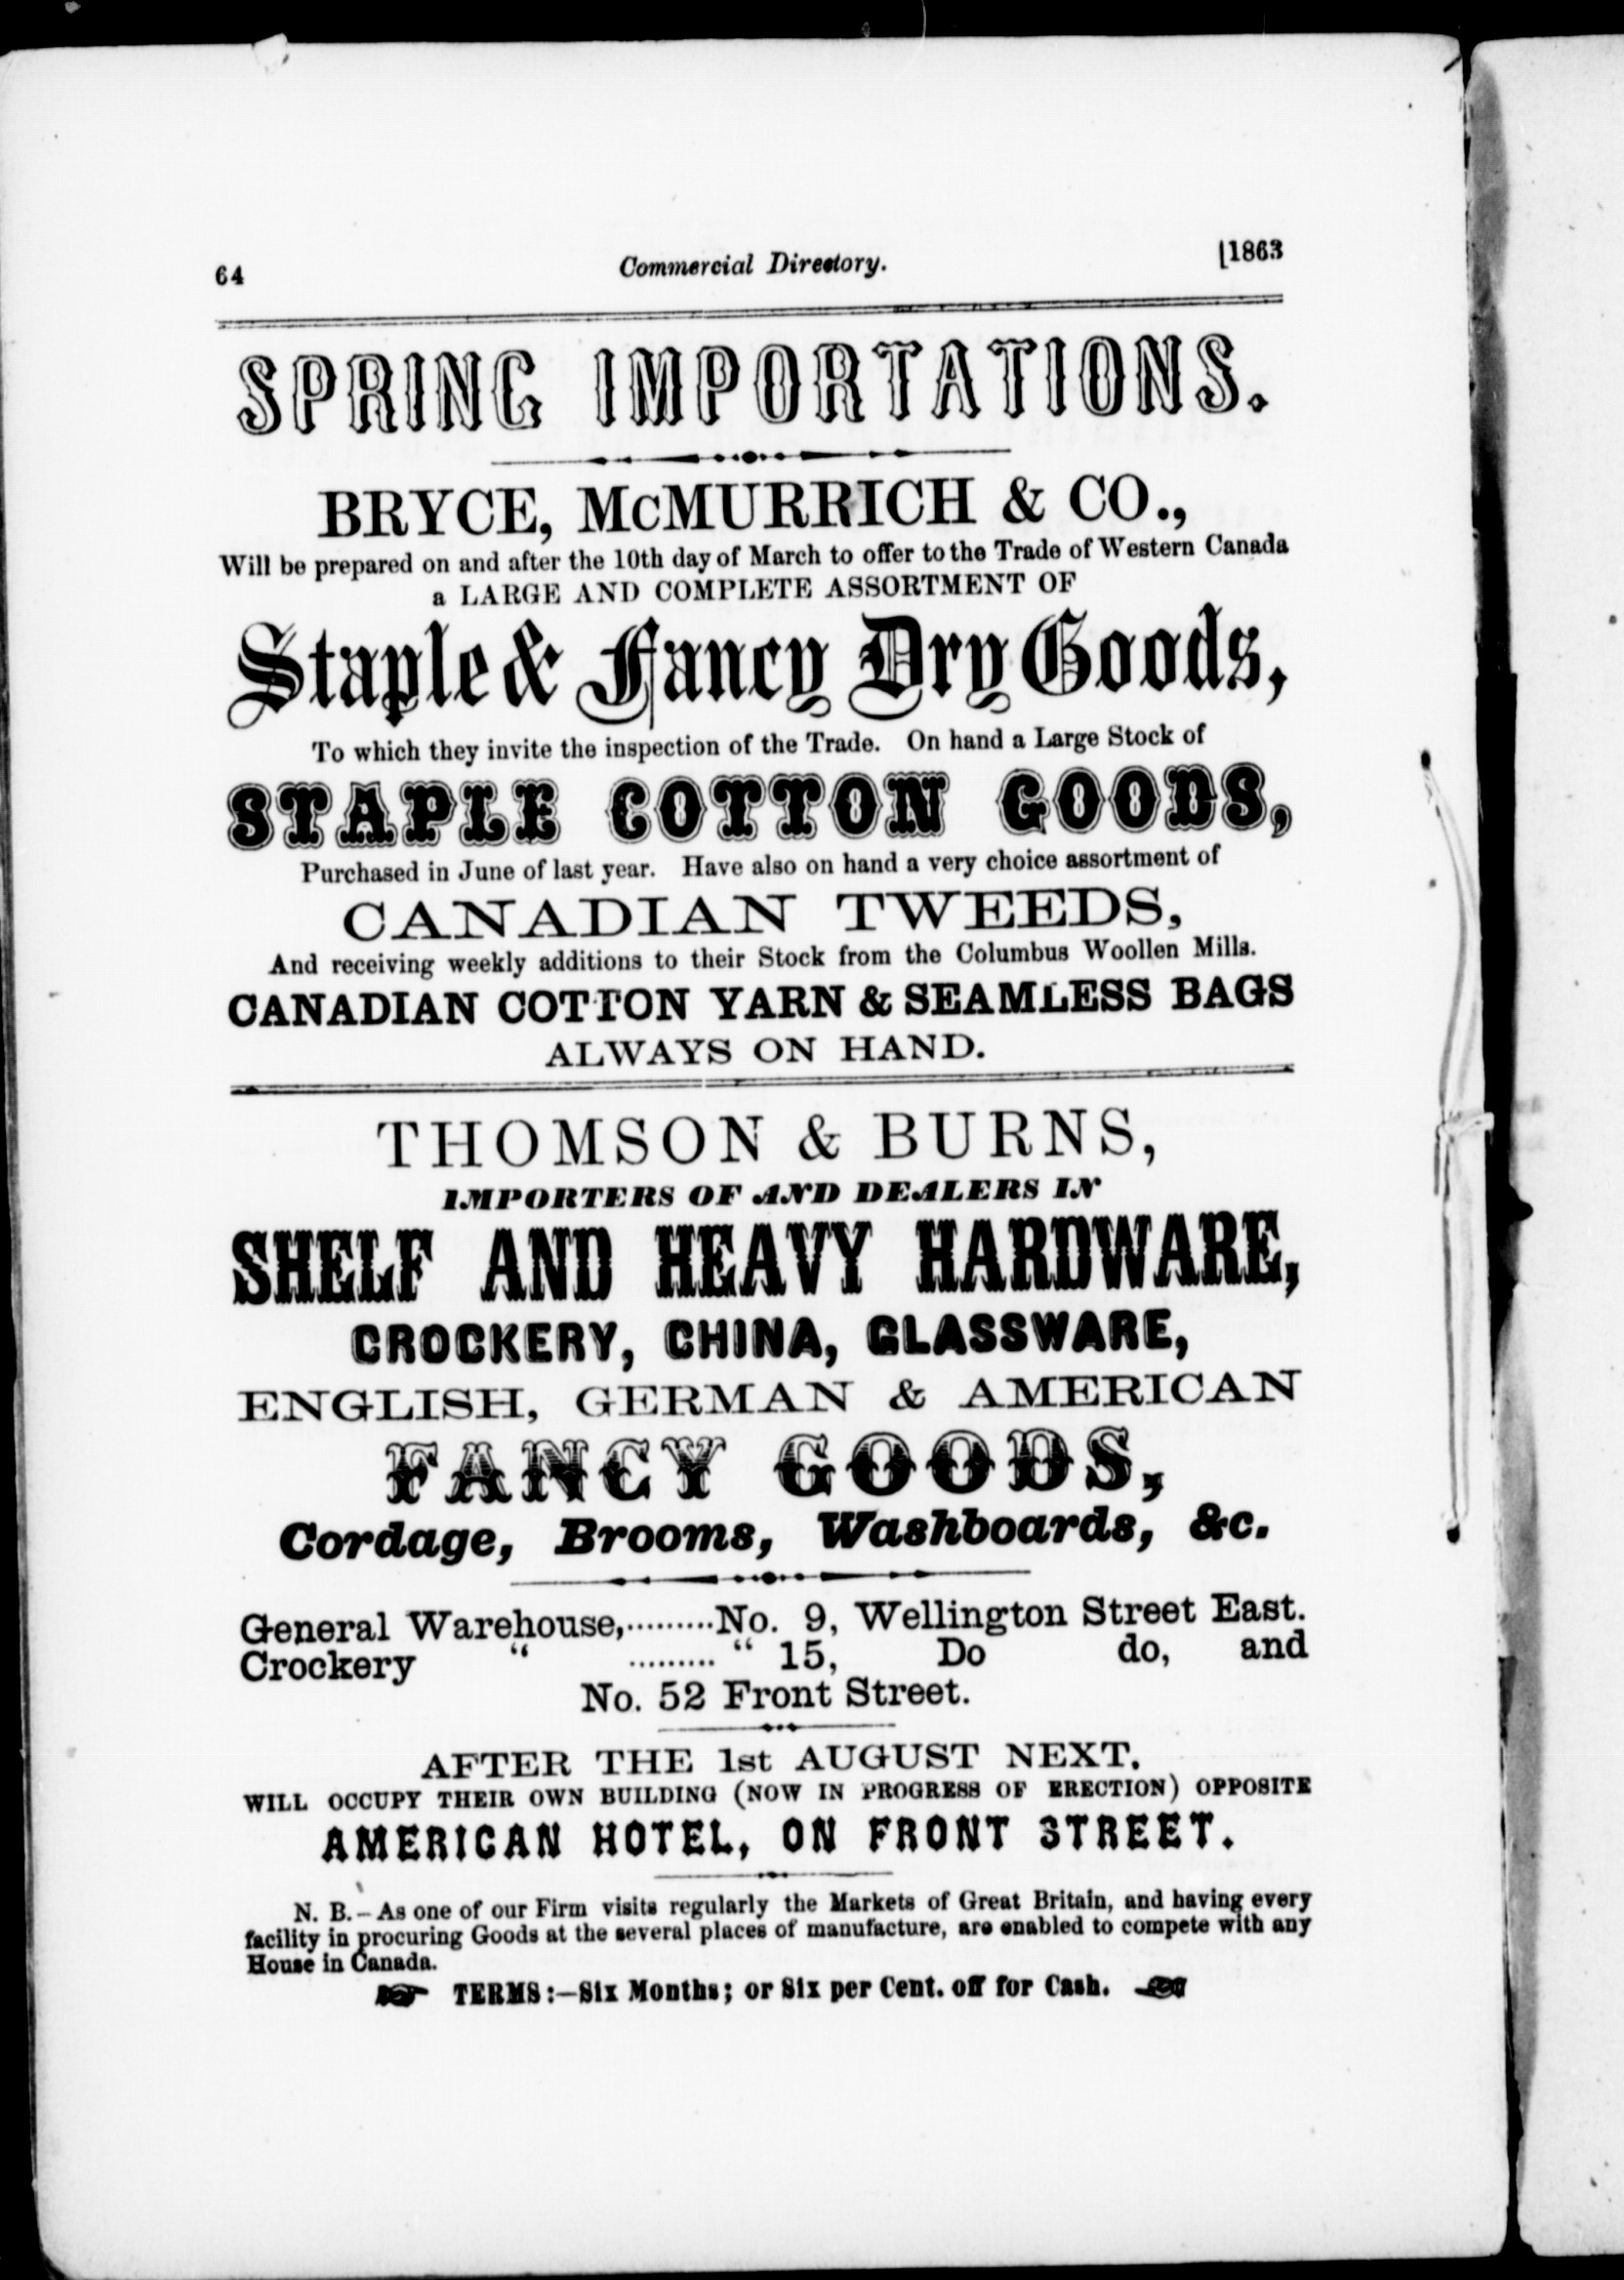 64 Commercial Directory. [1863
SPRING IMPORTATIONS.
BRYCE, McMURRICH & CO.,
Will be prepared on and after the 10th day of March to offer to the Trade of Western Canada
a LARGE AND COMPLETE ASSORTMENT OF
Staple & Fancy Dry Goods,
To which they invite the inspection of the Trade. On hand a Large Stock of
STAPLE COTTON GOODS,
Purchased in June of last year. Have also on hand a very choice assortment of
CANADIAN TWEEDS,
And receiving weekly additions to their Stock from the Columbus Woollen Mills.
CANADIAN COTTON YARN & SEAMLESS BAGS
ALWAYS ON HAND.
THOMSON & BURNS,
IMPORTERS OF AND DEALERS IN
SHELF AND HEAVY HARDWARE,
CROCKERY, CHINA, GLASSWARE,
ENGLISH, GERMAN & AMERICAN
FANCY GOODS,
Cordage, Brooms, Washboards, &c.
General Warehouse,.........No. 9, Wellington Street East.
Crockery " ......... " 15, Do do, and
No. 52 Front Street.
AFTER THE 1st AUGUST NEXT,
WILL OCCUPY THEIR OWN BUILDING (NOW IN PROGRESS OF ERECTION) OPPOSITE
AMERICAN HOTEL, ON FRONT STREET.
N. B.–As one of our Firm visits regularly the Markets of Great Britain, and having every
facility in procuring Goods at the several places of manufacture, are enabled to compete with any
House in Canada.
☞ TERMS:—Six Months; or Six per Cent. off for Cash. ☜